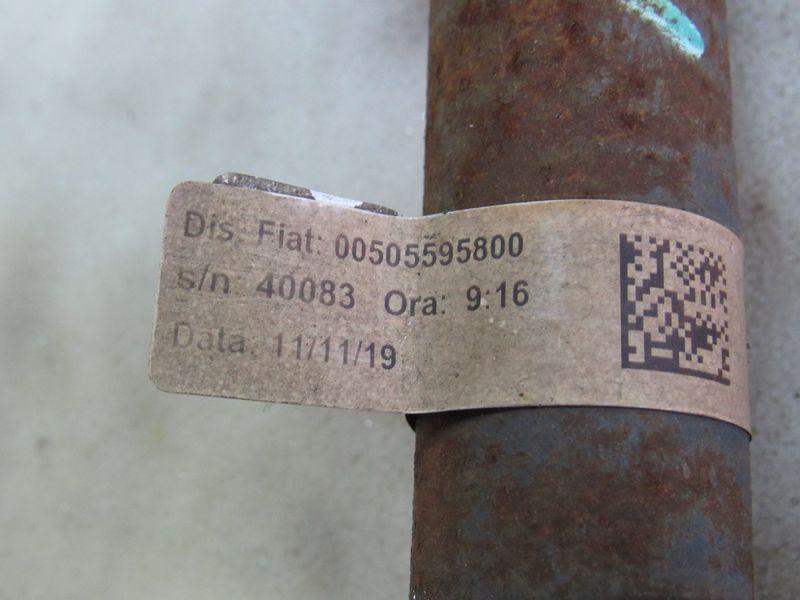 Dis. Fiat: 00505595800
s/n 40083 Ora: 9:16
Data: 11/11/19